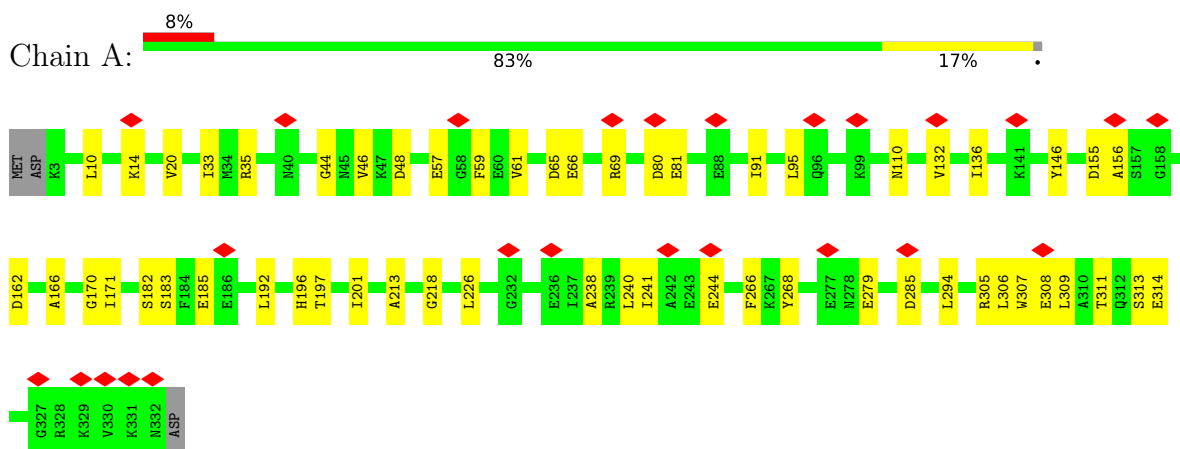 8%
Chain A:
83% 17% •
MET ASP K3 L10 K14 V20 I33 M34 R35 N40 G44 N45 V46 K47 D48 E57 G58 F59 E60 V61 D65 E66 R69 D80 E81 E88 I91 L95 Q96 K99 N110 V132 I136 K141 Y146 D155 A156 S157 G158
D162 A166 G170 I171 S182 S183 F184 E185 E186 L192 H196 T197 I201 A213 G218 L226 G232 E236 I237 A238 R239 L240 I241 A242 E243 E244 F266 K267 Y268 E277 N278 E279 D285 L294 R305 L306 W307 E308 L309 A310 T311 Q312 S313 E314
G327 R328 K329 V330 K331 N332 ASP